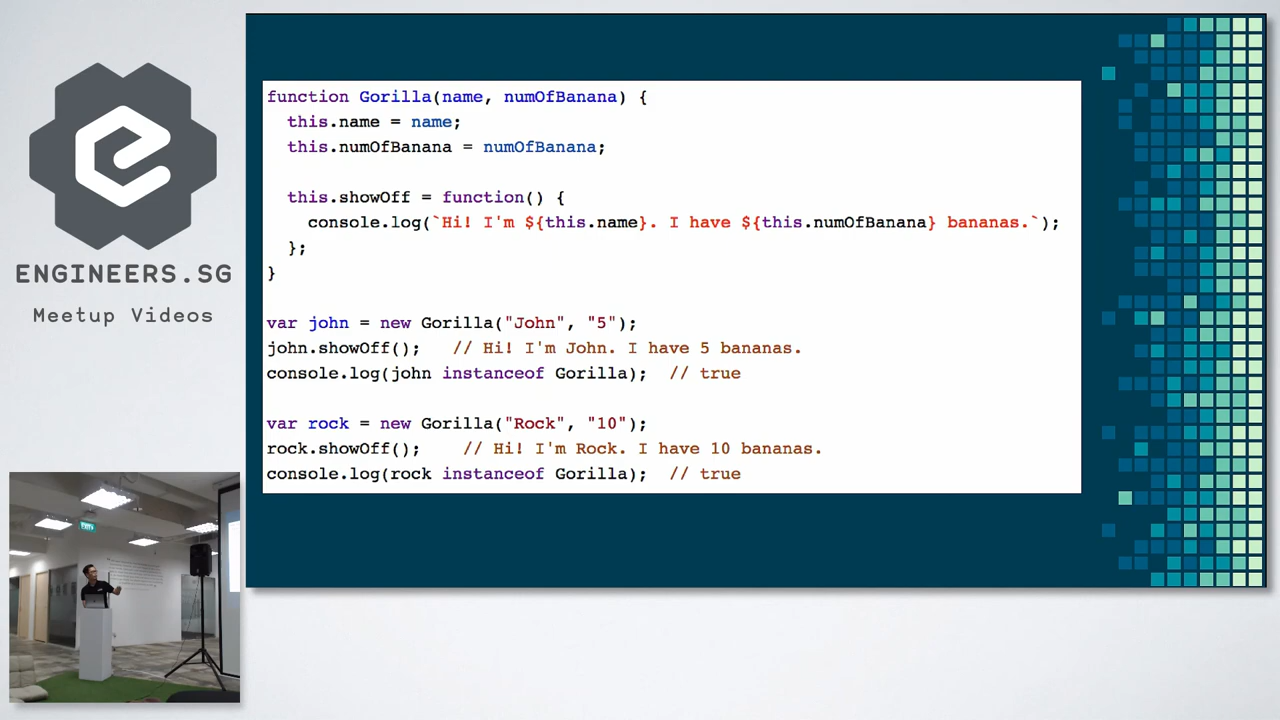 ENGINEERS.SG
Meetup Videos
function Gorilla(name, numOfBanana) {
  this.name = name;
  this.numOfBanana = numOfBanana;

  this.showOff = function() {
    console.log(`Hi! I'm ${this.name}. I have ${this.numOfBanana} bananas.`);
  };
}

var john = new Gorilla("John", "5");
john.showOff();   // Hi! I'm John. I have 5 bananas.
console.log(john instanceof Gorilla);  // true

var rock = new Gorilla("Rock", "10");
rock.showOff();    // Hi! I'm Rock. I have 10 bananas.
console.log(rock instanceof Gorilla);  // true
EXIT